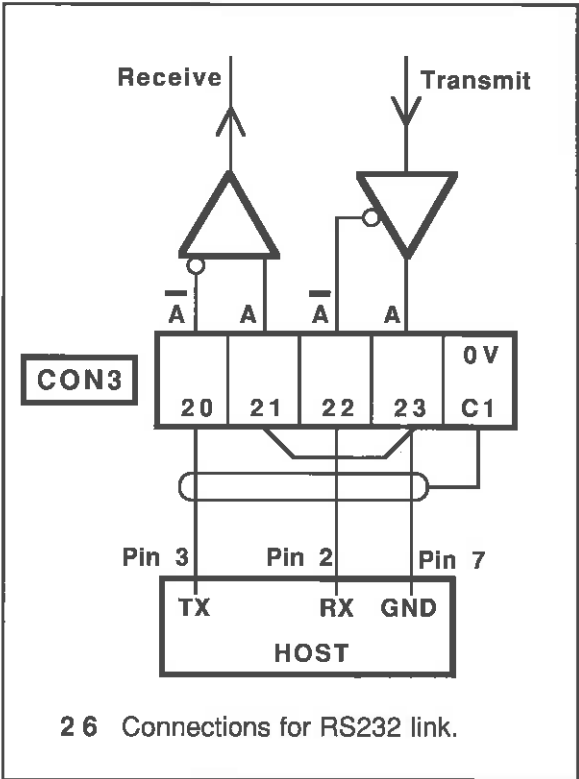 Receive Transmit
A̅ A A̅ A
0V
CON3
20 21 22 23 C1
Pin 3 Pin 2 Pin 7
TX RX GND
HOST
26 Connections for RS232 link.